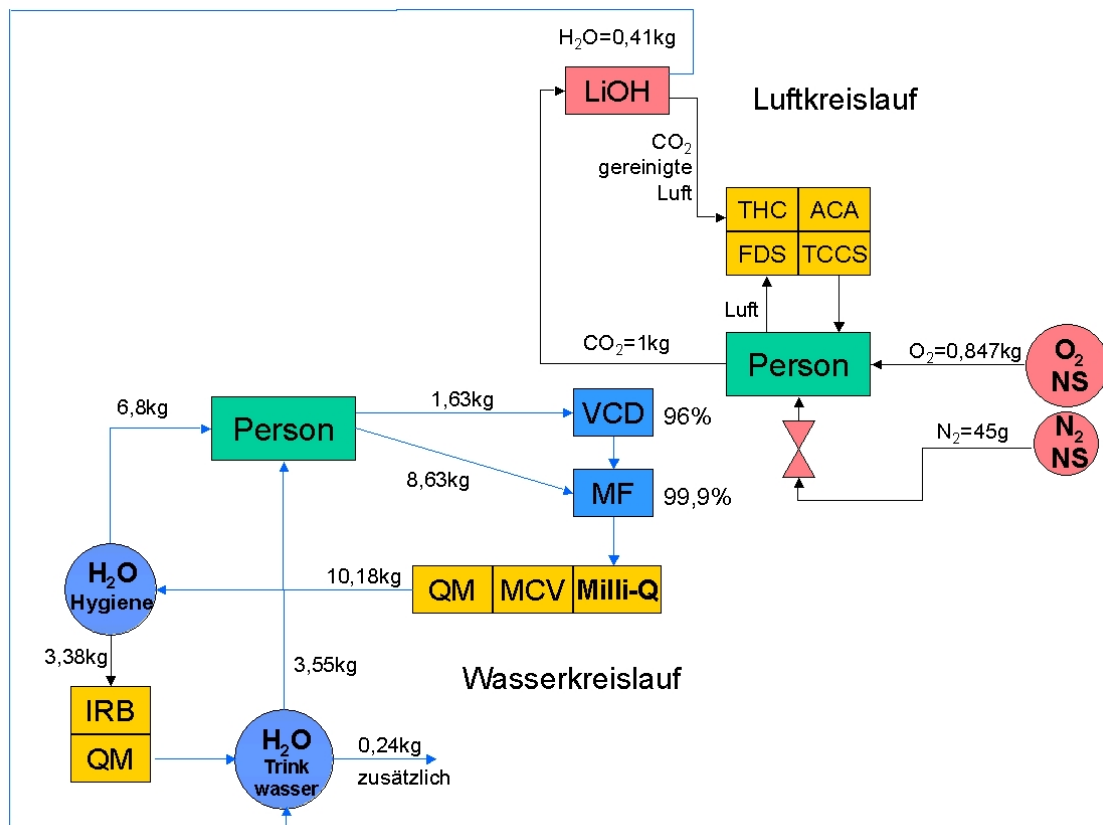 H₂O=0,41kg
LiOH
Luftkreislauf
CO₂
gereinigte
Luft
THC ACA
FDS TCCS
Luft
CO₂=1kg
Person
O₂=0,847kg
O₂
NS
N₂=45g
N₂
NS
6,8kg
Person
1,63kg
VCD
96%
8,63kg
MF
99,9%
H₂O
Hygiene
10,18kg
QM MCV Milli-Q
3,38kg
3,55kg
Wasserkreislauf
IRB
QM
H₂O
Trink
wasser
0,24kg
zusätzlich